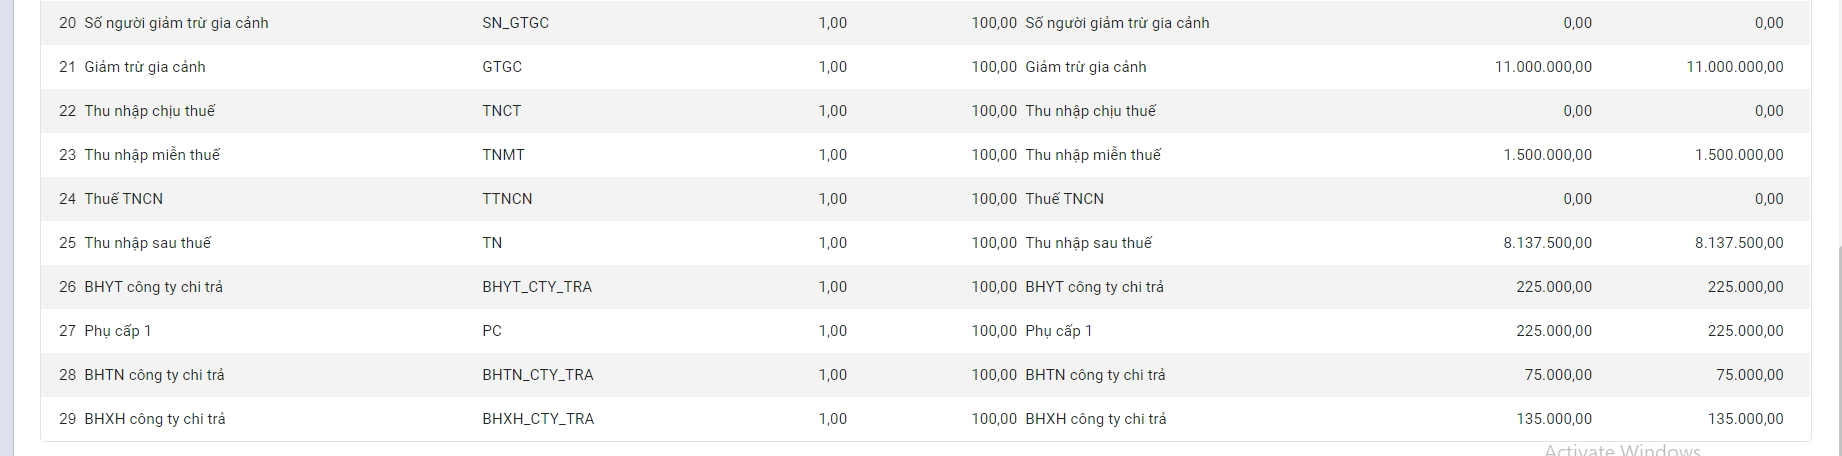 20 Số người giảm trừ gia cảnh SN_GTGC 1,00 100,00 Số người giảm trừ gia cảnh 0,00 0,00
21 Giảm trừ gia cảnh GTGC 1,00 100,00 Giảm trừ gia cảnh 11.000.000,00 11.000.000,00
22 Thu nhập chịu thuế TNCT 1,00 100,00 Thu nhập chịu thuế 0,00 0,00
23 Thu nhập miễn thuế TNMT 1,00 100,00 Thu nhập miễn thuế 1.500.000,00 1.500.000,00
24 Thuế TNCN TTNCN 1,00 100,00 Thuế TNCN 0,00 0,00
25 Thu nhập sau thuế TN 1,00 100,00 Thu nhập sau thuế 8.137.500,00 8.137.500,00
26 BHYT công ty chi trả BHYT_CTY_TRA 1,00 100,00 BHYT công ty chi trả 225.000,00 225.000,00
27 Phụ cấp 1 PC 1,00 100,00 Phụ cấp 1 225.000,00 225.000,00
28 BHTN công ty chi trả BHTN_CTY_TRA 1,00 100,00 BHTN công ty chi trả 75.000,00 75.000,00
29 BHXH công ty chi trả BHXH_CTY_TRA 1,00 100,00 BHXH công ty chi trả 135.000,00 135.000,00
Activate Windows